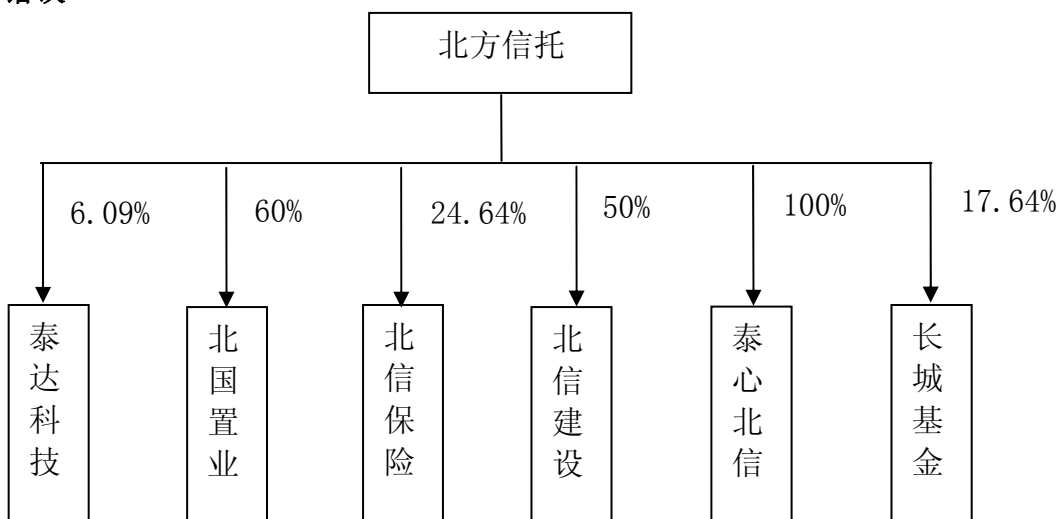 北方信托
6.09%
60%
24.64%
50%
100%
17.64%
泰达科技
北国置业
北信保险
北信建设
泰心北信
长城基金